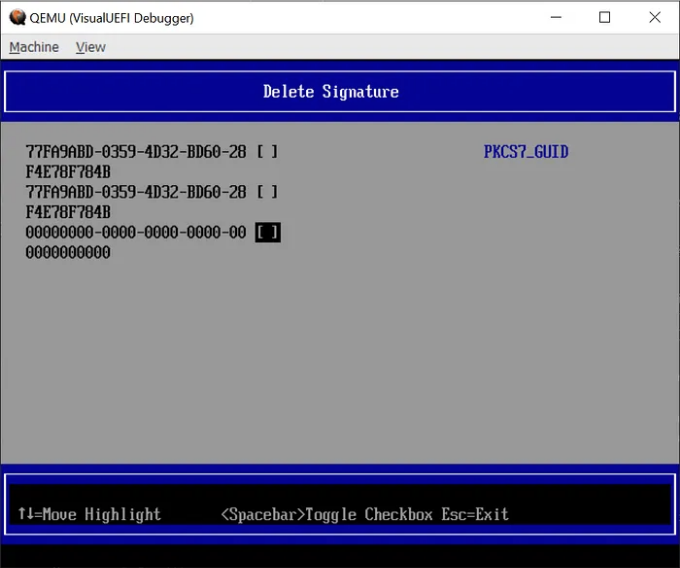 QEMU (VisualUEFI Debugger)
Machine View
Delete Signature
77FA9ABD-0359-4D32-BD60-28 [ ] PKCS7_GUID
F4E78F784B
77FA9ABD-0359-4D32-BD60-28 [ ]
F4E78F784B
00000000-0000-0000-0000-00 [ ]
0000000000
↑↓=Move Highlight <Spacebar>Toggle Checkbox Esc=Exit